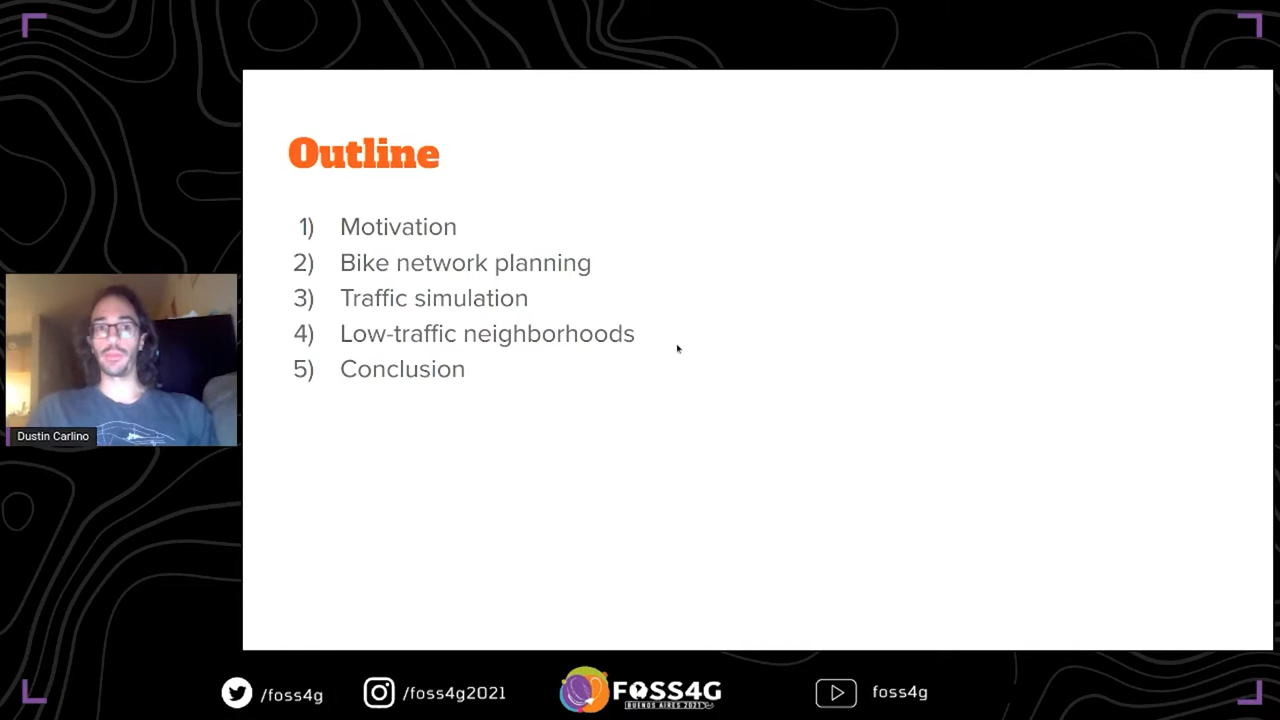 Outline
1) Motivation
2) Bike network planning
3) Traffic simulation
4) Low-traffic neighborhoods
5) Conclusion
Dustin Carlino
/foss4g
/foss4g2021
FOSS4G
BUENOS AIRES 2021
foss4g